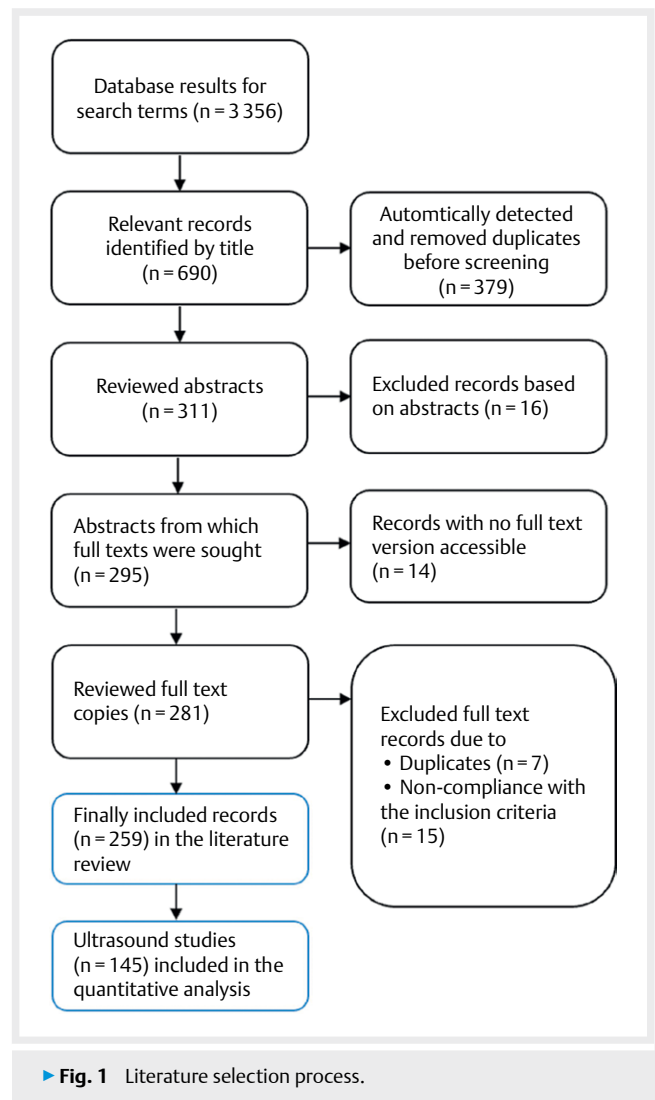 Database results for
search terms (n = 3 356)
Relevant records
identified by title
(n = 690)
Automtically detected
and removed duplicates
before screening
(n = 379)
Reviewed abstracts
(n = 311)
Excluded records based
on abstracts (n = 16)
Abstracts from which
full texts were sought
(n = 295)
Records with no full text
version accessible
(n = 14)
Reviewed full text
copies (n = 281)
Excluded full text
records due to
• Duplicates (n = 7)
• Non-compliance with
the inclusion criteria
(n = 15)
Finally included records
(n = 259) in the literature
review
Ultrasound studies
(n = 145) included in the
quantitative analysis
► Fig. 1 Literature selection process.